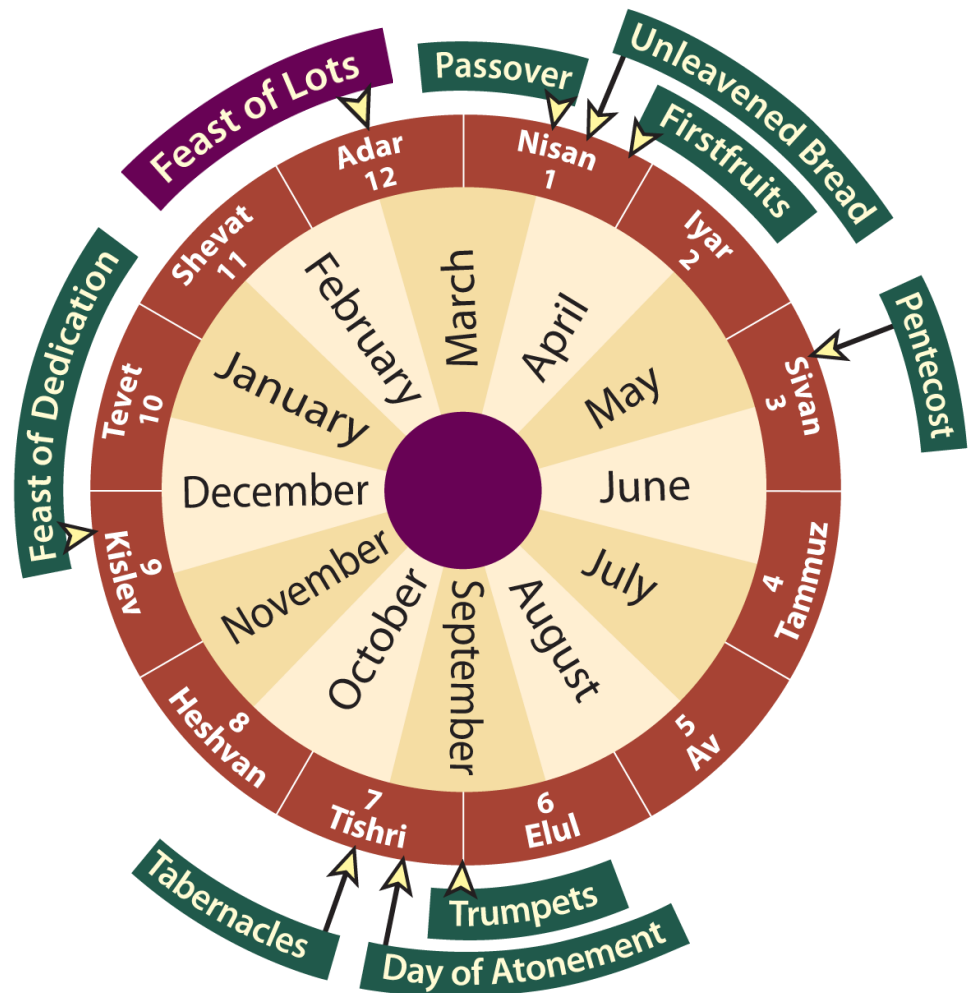 Feast of Lots
Passover
Unleavened Bread
Firstfruits
Pentecost
Trumpets
Day of Atonement
Tabernacles
Feast of Dedication
Nisan
1
Iyar
2
Sivan
3
4
Tammuz
5
Av
6
Elul
7
Tishri
8
Heshvan
9
Kislev
Tevet
10
Shevat
11
Adar
12
March
April
May
June
July
August
September
October
November
December
January
February